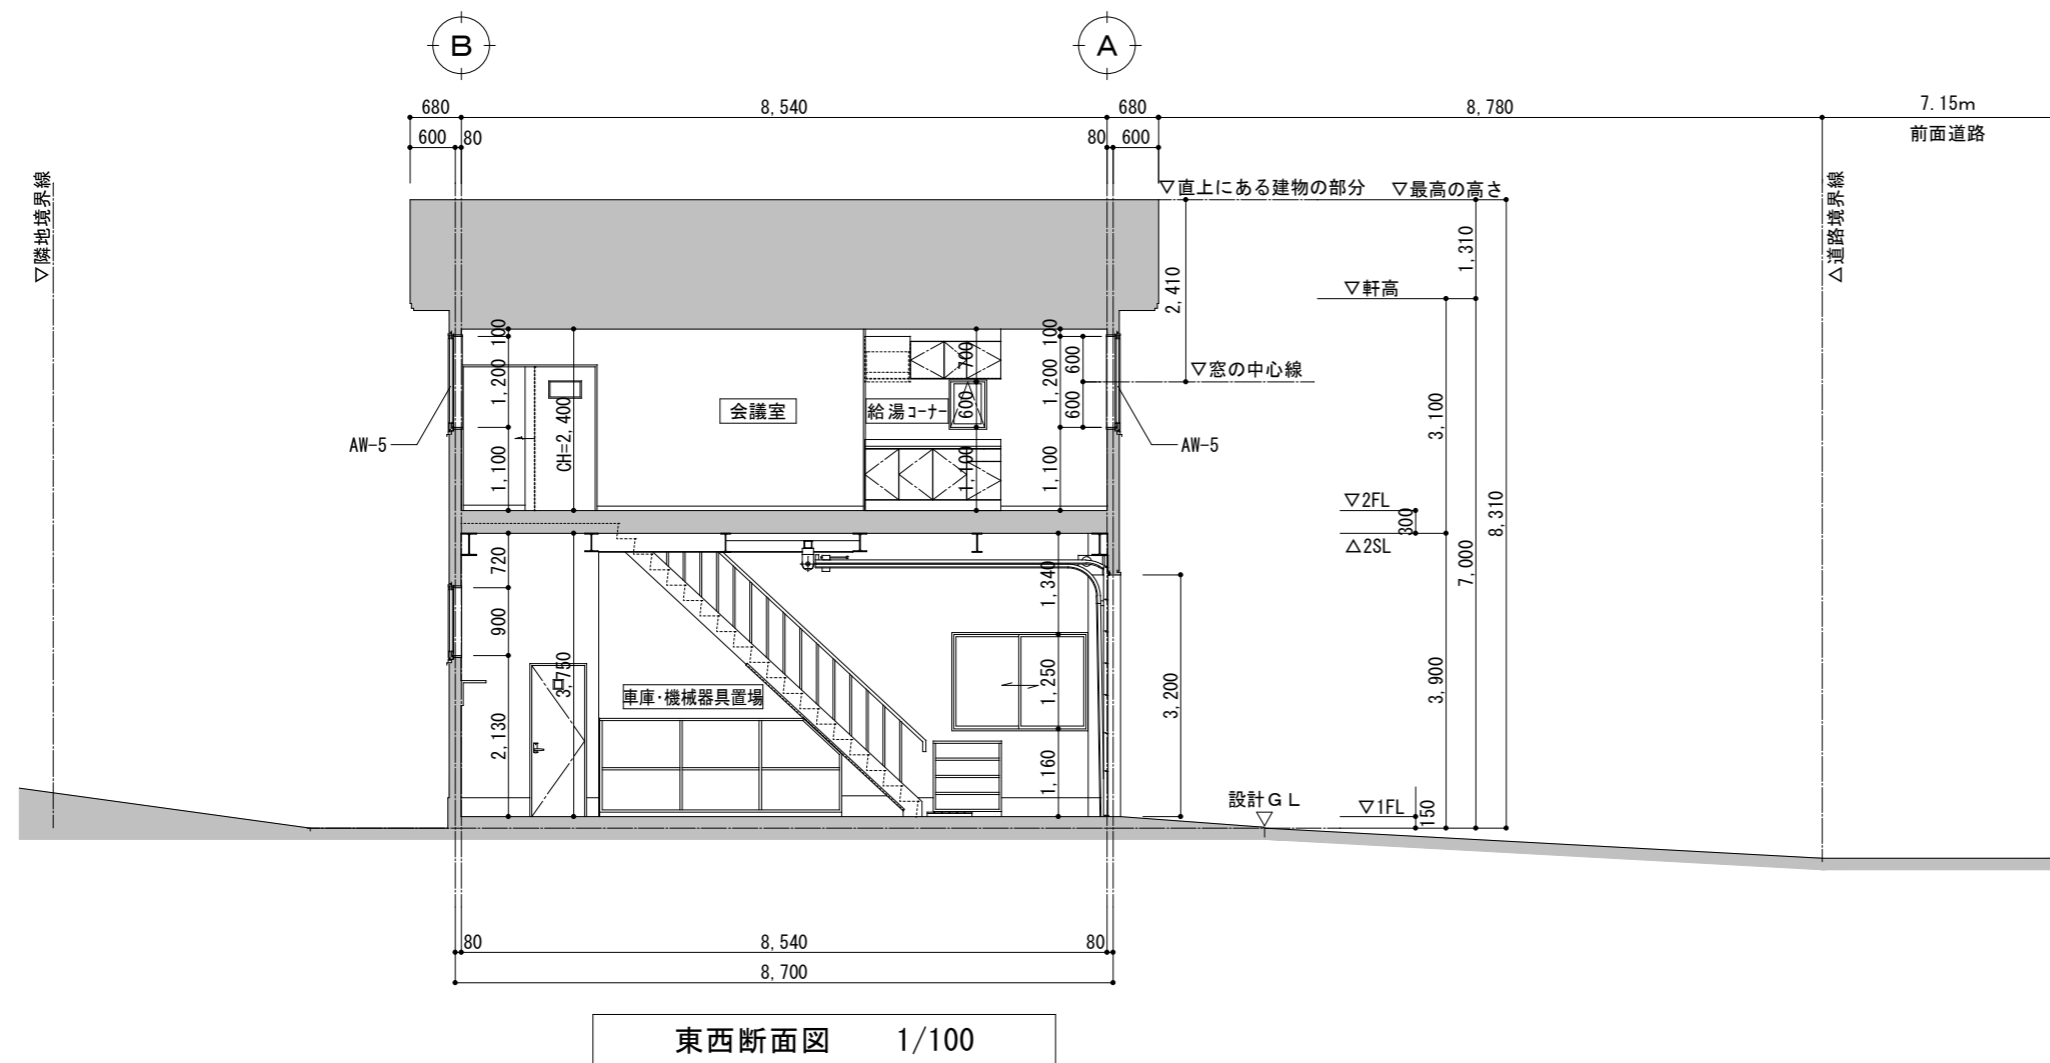 B
A
680
8,540
680
8,780
7.15m
600
80
80
600
前面道路
▽隣地境界線
▽直上にある建物の部分
▽最高の高さ
△道路境界線
1,310
2,410
▽軒高
100
1,200
1,100
CH=2,400
会議室
700
600
1,100
給湯コーナー
100
1,200
1,100
600
600
▽窓の中心線
AW-5
AW-5
3,100
▽2FL
300
△2SL
8,310
7,000
720
900
2,130
3,750
車庫・機械器具置場
1,340
1,250
1,160
3,200
3,900
設計GL
▽1FL
150
80
8,540
80
8,700
東西断面図 1/100